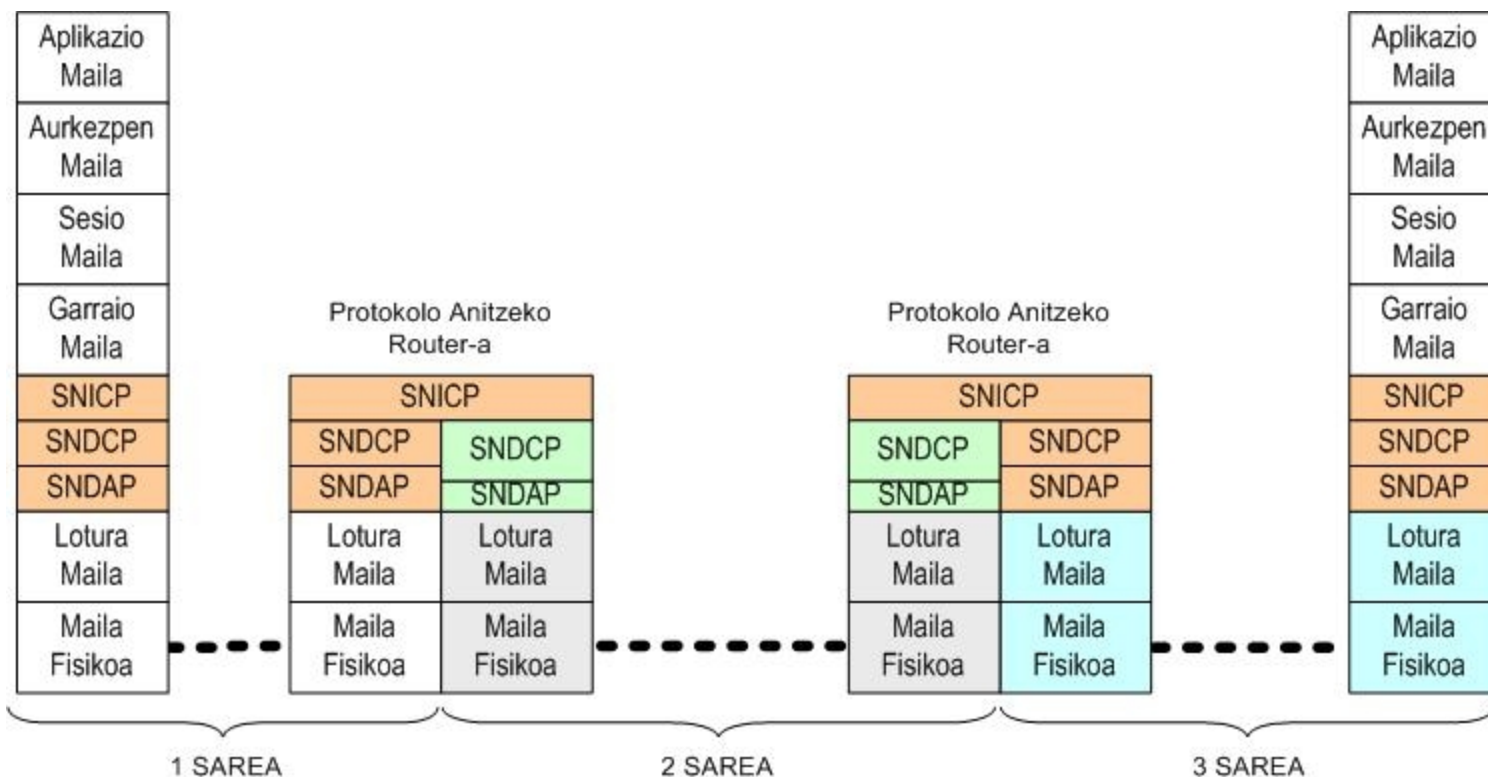 Aplikazio
Maila
Aurkezpen
Maila
Sesio
Maila
Garraio
Maila
SNICP
SNDCP
SNDAP
Lotura
Maila
Maila
Fisikoa
Protokolo Anitzeko
Router-a
SNICP
SNDCP
SNDAP
Lotura
Maila
Maila
Fisikoa
SNDCP
SNDAP
Lotura
Maila
Maila
Fisikoa
Protokolo Anitzeko
Router-a
SNICP
SNDCP
SNDAP
Lotura
Maila
Maila
Fisikoa
SNDCP
SNDAP
Lotura
Maila
Maila
Fisikoa
Aplikazio
Maila
Aurkezpen
Maila
Sesio
Maila
Garraio
Maila
SNICP
SNDCP
SNDAP
Lotura
Maila
Maila
Fisikoa
1 SAREA
2 SAREA
3 SAREA